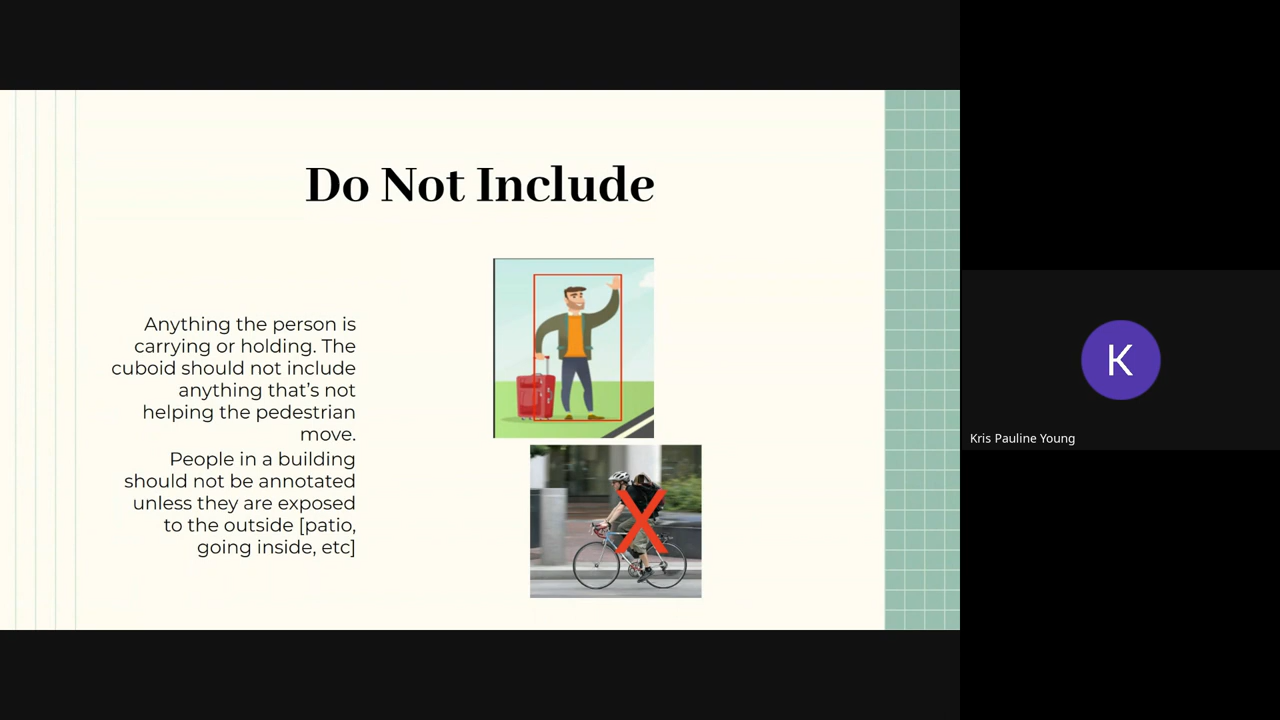 Do Not Include
Anything the person is
carrying or holding. The
cuboid should not include
anything that’s not
helping the pedestrian
move.
People in a building
should not be annotated
unless they are exposed
to the outside [patio,
going inside, etc]
X
K
Kris Pauline Young